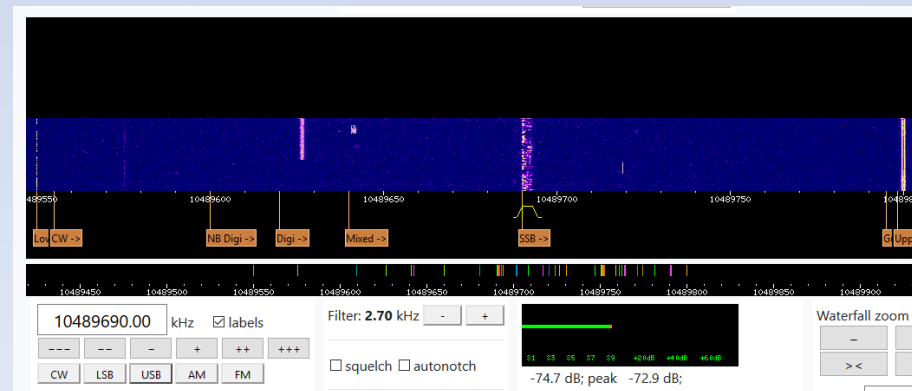 489550 10489600 10489650 10489700 10489750 104898
Lov CW -> NB Digi -> Digi -> Mixed -> SSB -> Upp
10489450 10489500 10489550 10489600 10489650 10489700 10489750 10489800 10489850 10489900
10489690.00 kHz labels
--- -- - + ++ +++
CW LSB USB AM FM
Filter: 2.70 kHz - +
squelch autonotch
S1 S3 S5 S7 S9 +20dB +40dB +60dB
-74.7 dB; peak -72.9 dB;
Waterfall zoom
-
> <